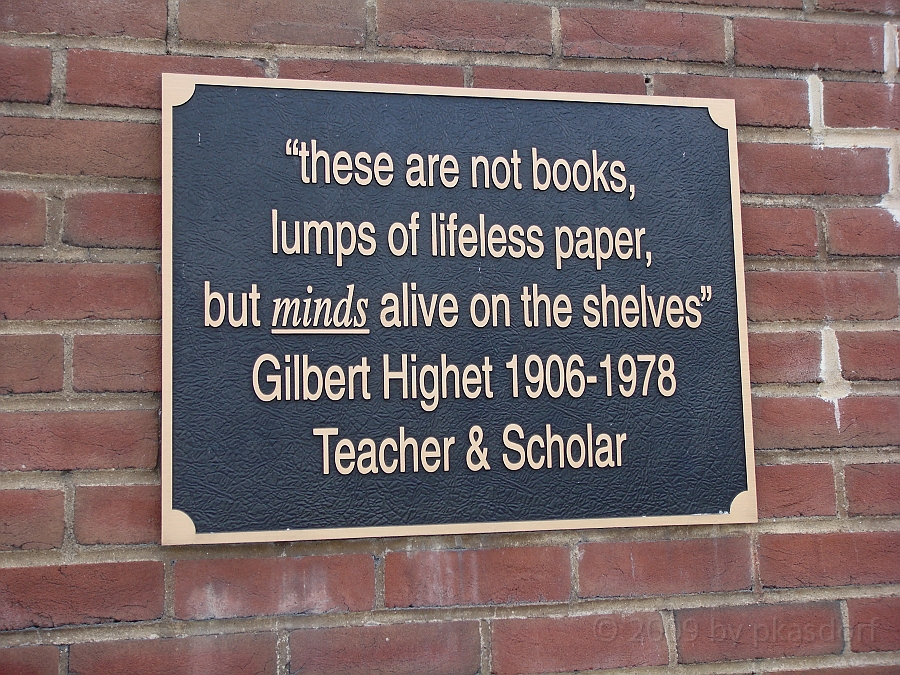 “these are not books,
lumps of lifeless paper,
but minds alive on the shelves”
Gilbert Highet 1906-1978
Teacher & Scholar
© 2009 by pkasdorf